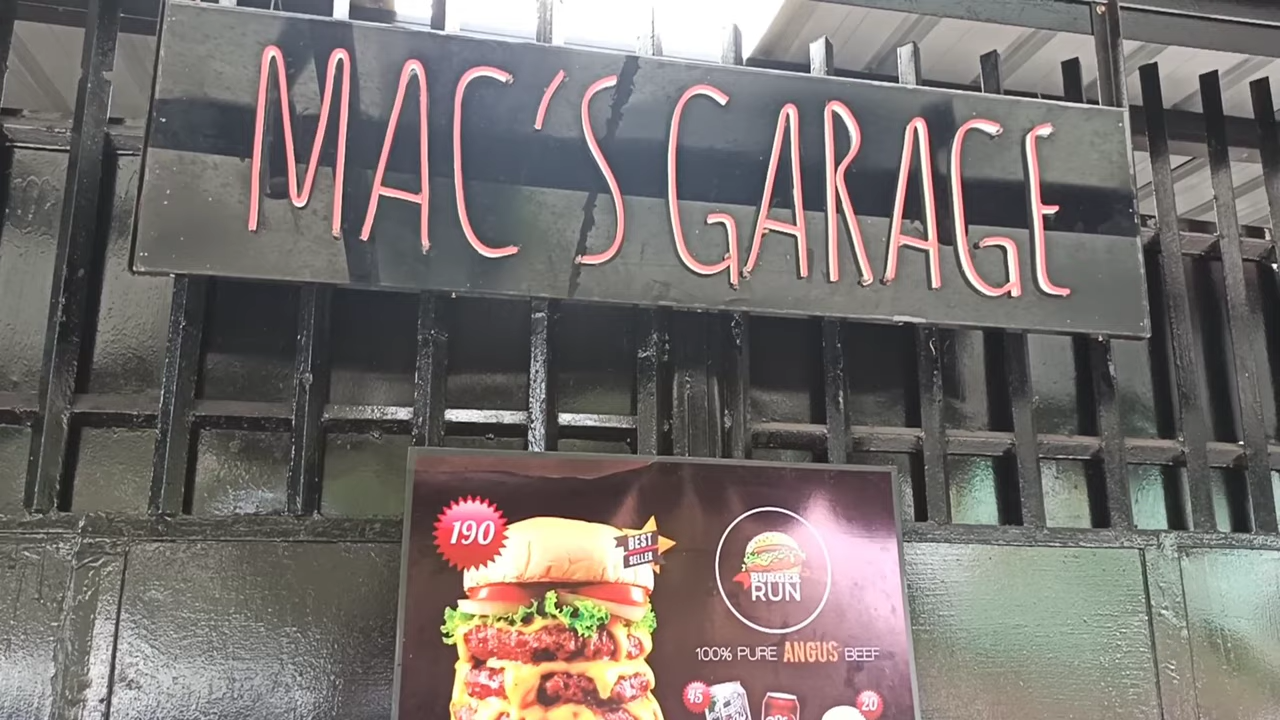 MAC'S GARAGE
190
BEST
SELLER
BURGER
RUN
100% PURE ANGUS BEEF
45
20